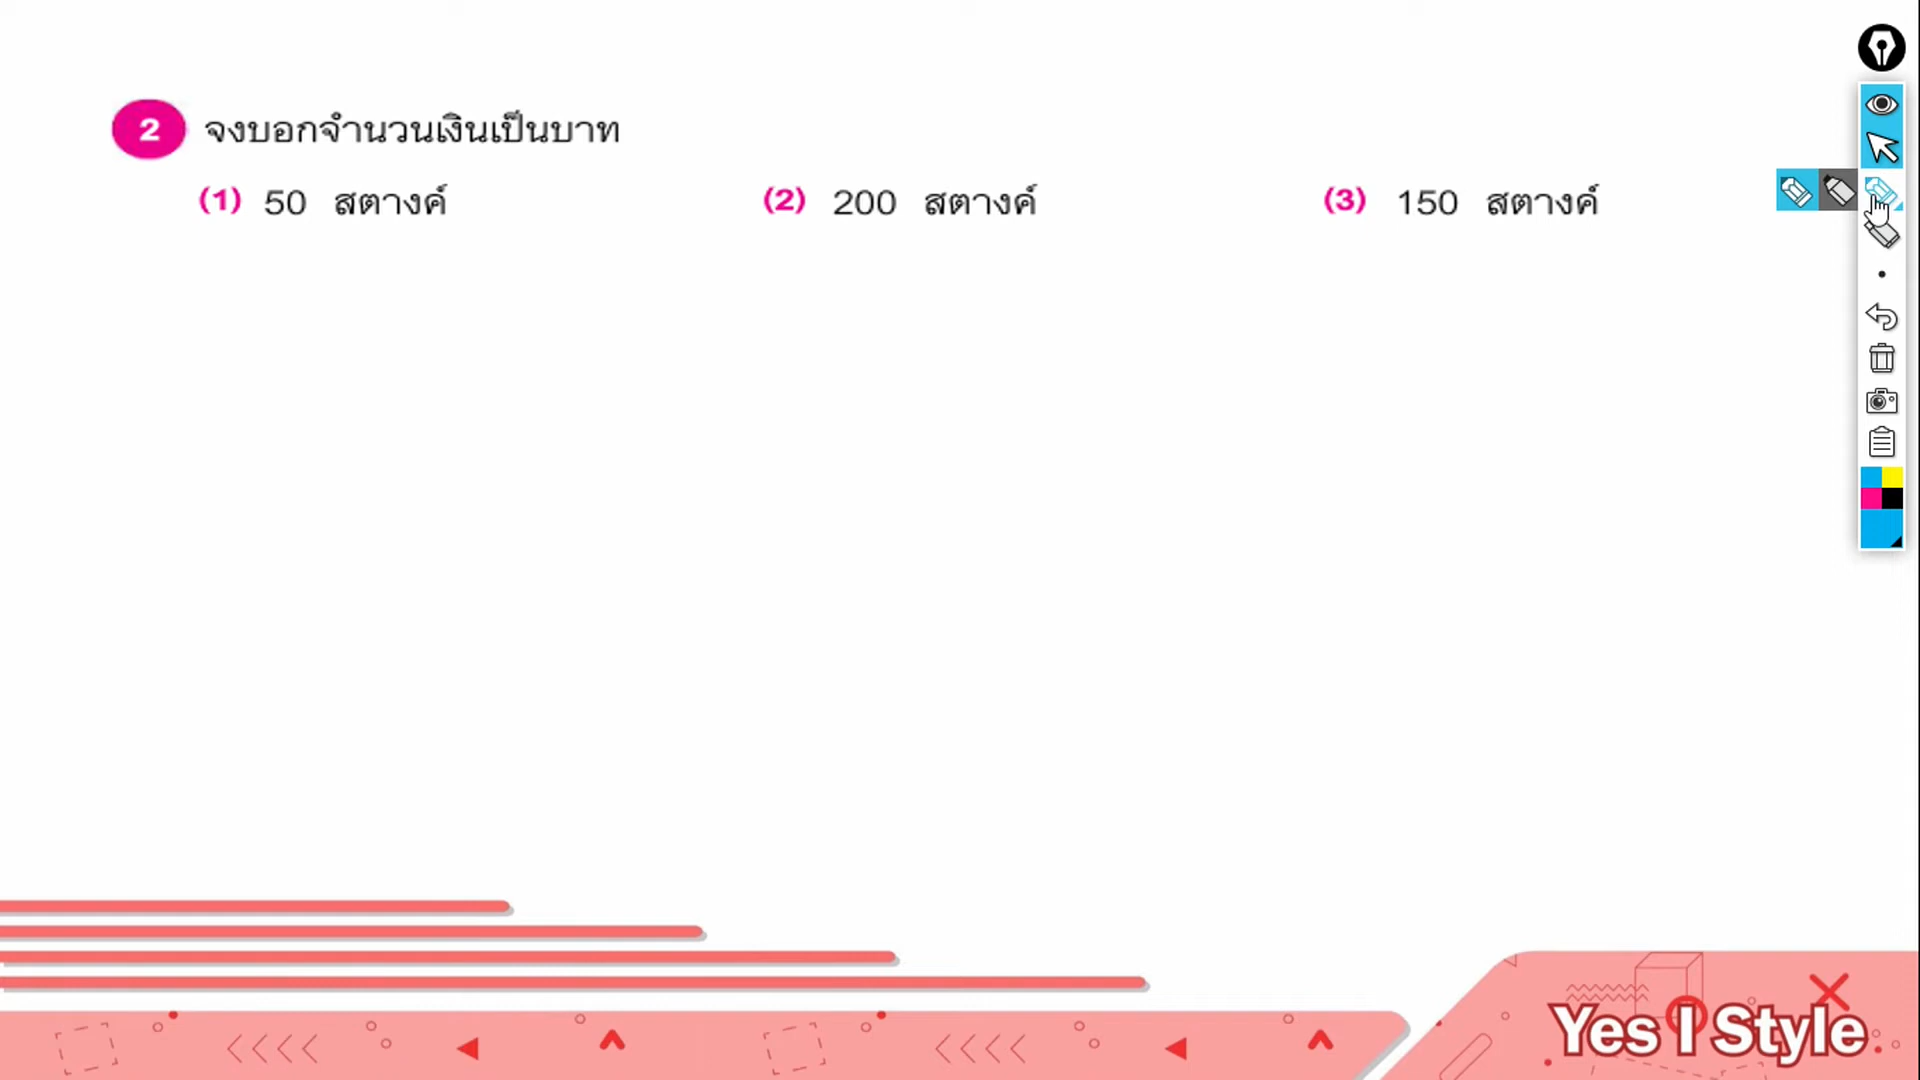 2 จงบอกจำนวนเงินเป็นบาท
(1) 50 สตางค์ (2) 200 สตางค์ (3) 150 สตางค์
Yes I Style